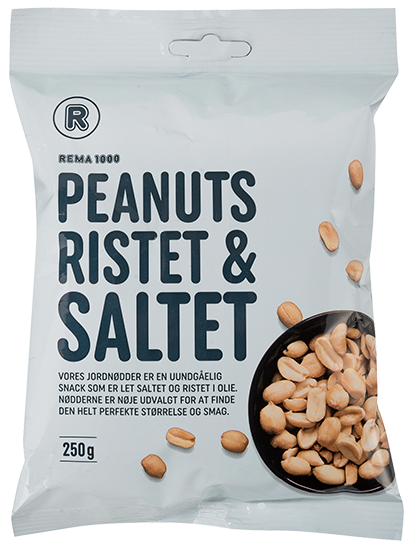 R
REMA 1000
PEANUTS
RISTET &
SALTET
VORES JORDNØDDER ER EN UUNDGÅELIG
SNACK SOM ER LET SALTET OG RISTET I OLIE.
NØDDERNE ER NØJE UDVALGT FOR AT FINDE
DEN HELT PERFEKTE STØRRELSE OG SMAG.
250g